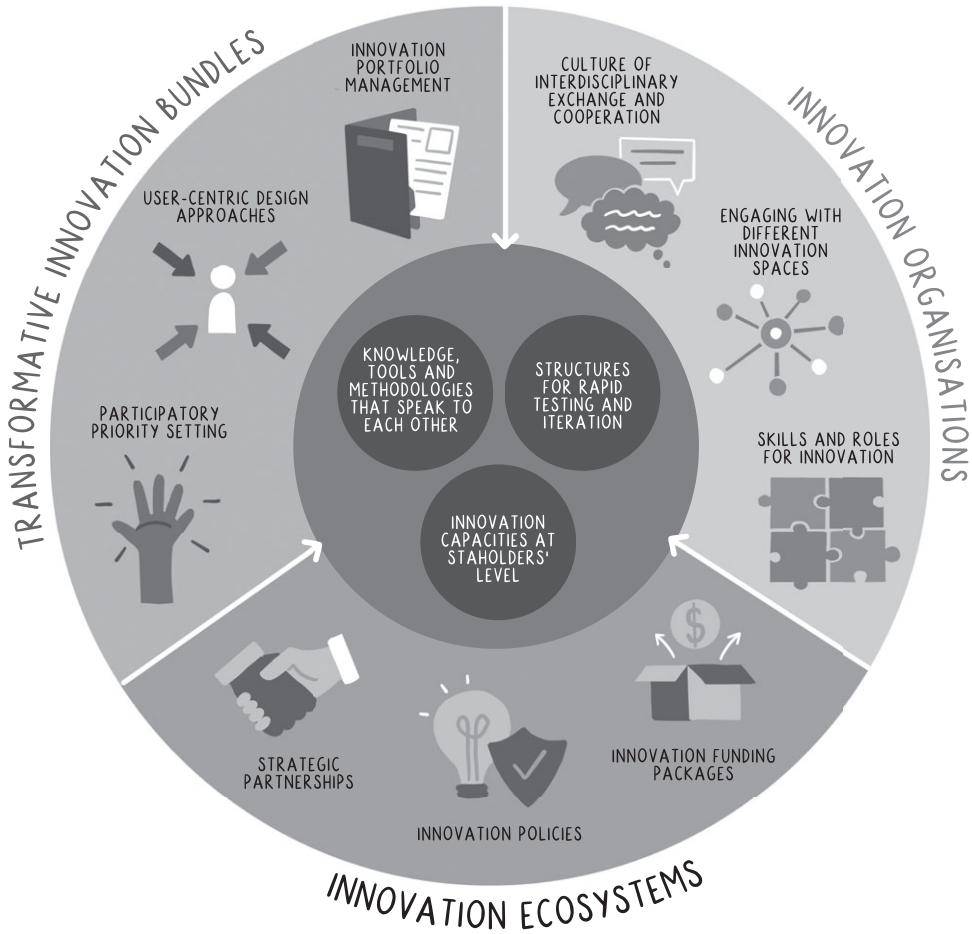 TRANSFORMATIVE INNOVATION BUNDLES
INNOVATION
PORTFOLIO
MANAGEMENT
USER-CENTRIC DESIGN
APPROACHES
PARTICIPATORY
PRIORITY SETTING
INNOVATION ORGANISATIONS
CULTURE OF
INTERDISCIPLINARY
EXCHANGE AND
COOPERATION
ENGAGING WITH
DIFFERENT
INNOVATION
SPACES
SKILLS AND ROLES
FOR INNOVATION
KNOWLEDGE,
TOOLS AND
METHODOLOGIES
THAT SPEAK TO
EACH OTHER
STRUCTURES
FOR RAPID
TESTING AND
ITERATION
INNOVATION
CAPACITIES AT
STAHOLDERS'
LEVEL
$
STRATEGIC
PARTNERSHIPS
INNOVATION POLICIES
INNOVATION FUNDING
PACKAGES
INNOVATION ECOSYSTEMS